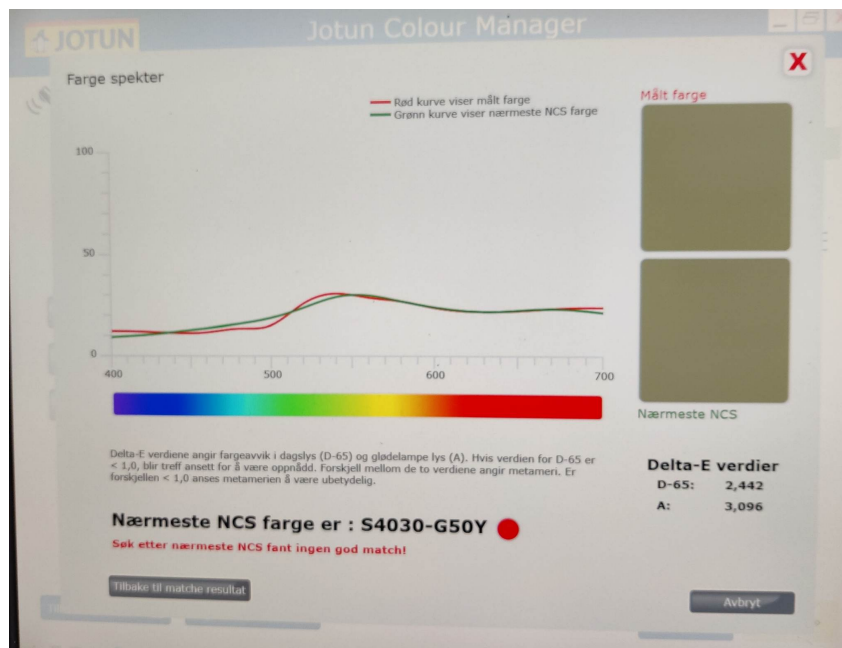 JOTUN
Jotun Colour Manager
X
Farge spekter
Rød kurve viser målt farge
Grønn kurve viser nærmeste NCS farge
Målt farge
100
50
0
400
500
600
700
Nærmeste NCS
Delta-E verdiene angir fargeavvik i dagslys (D-65) og glødelampe lys (A). Hvis verdien for D-65 er
< 1,0, blir treff ansett for å være oppnådd. Forskjell mellom de to verdiene angir metameri. Er
forskjellen < 1,0 anses metamerien å være ubetydelig.
Delta-E verdier
D-65: 2,442
A: 3,096
Nærmeste NCS farge er : S4030-G50Y
Søk etter nærmeste NCS fant ingen god match!
Tilbake til matche resultat
Avbryt